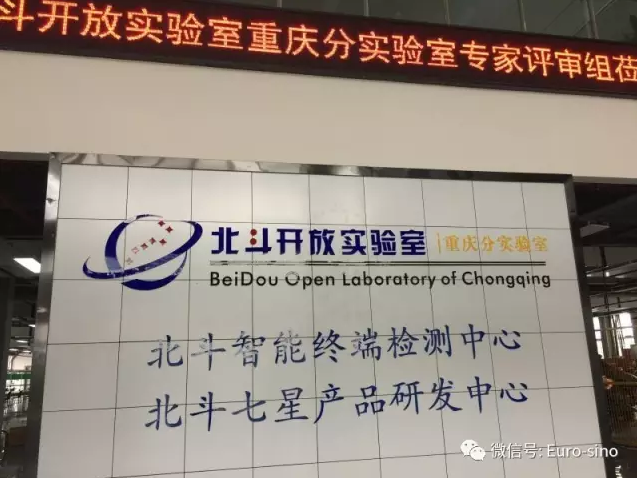 斗开放实验室重庆分实验室专家评审组莅
北斗开放实验室 重庆分实验室
BeiDou Open Laboratory of Chongqing
北斗智能终端检测中心
北斗七星产品研发中心
微信号: Euro-sino